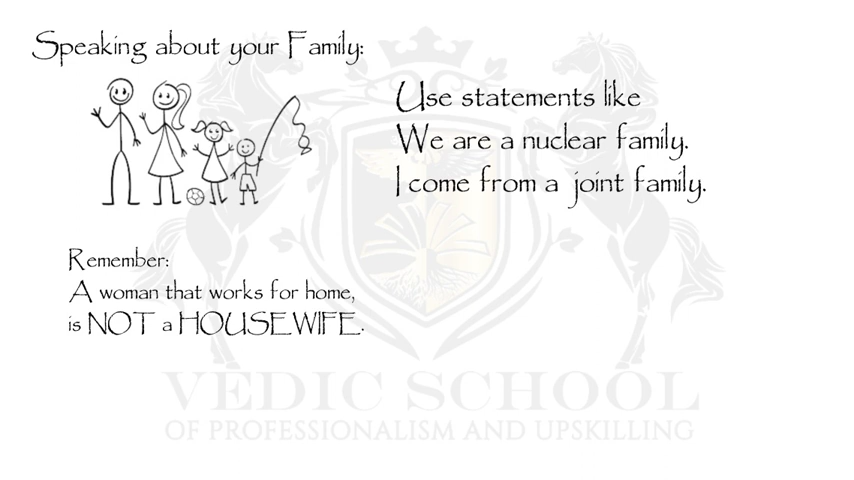 Speaking about your Family:
Use statements like
We are a nuclear family.
I come from a joint family.
Remember:
A woman that works for home,
is NOT a HOUSEWIFE.
VEDIC SCHOOL
OF PROFESSIONALISM AND UPSKILLING